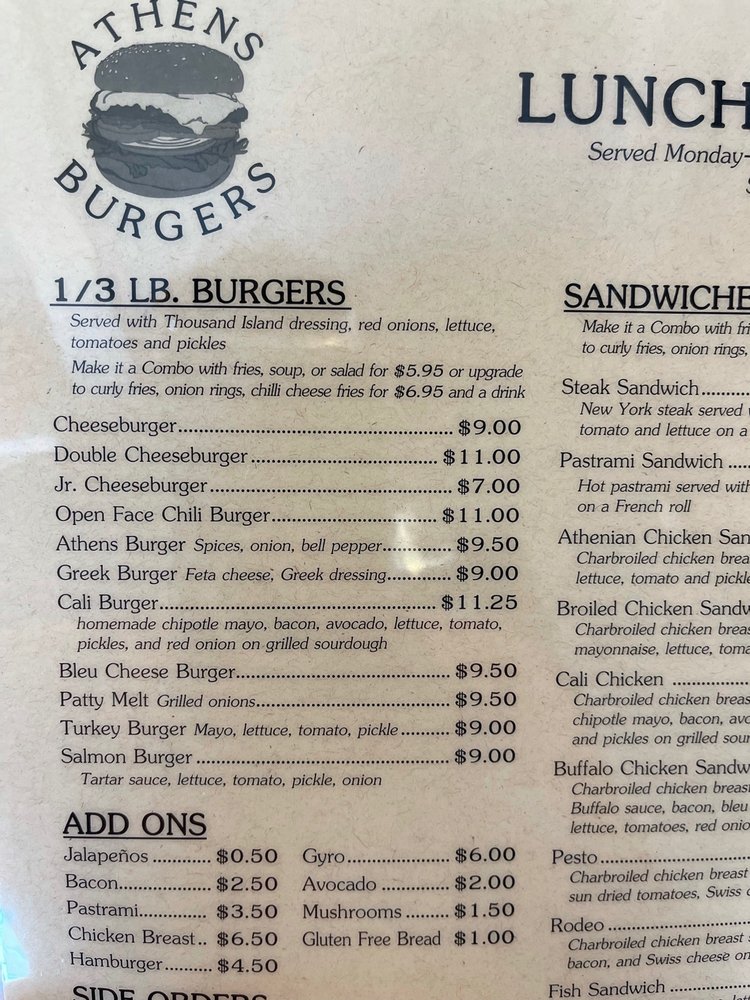 ATHENS
BURGERS
LUNCH
Served Monday-
1/3 LB. BURGERS
Served with Thousand Island dressing, red onions, lettuce,
tomatoes and pickles
Make it a Combo with fries, soup, or salad for $5.95 or upgrade
to curly fries, onion rings, chilli cheese fries for $6.95 and a drink
Cheeseburger..................................................$9.00
Double Cheeseburger..................................$11.00
Jr. Cheeseburger............................................$7.00
Open Face Chili Burger..............................$11.00
Athens Burger Spices, onion, bell pepper.............$9.50
Greek Burger Feta cheese, Greek dressing............$9.00
Cali Burger....................................................$11.25
homemade chipotle mayo, bacon, avocado, lettuce, tomato,
pickles, and red onion on grilled sourdough
Bleu Cheese Burger.......................................$9.50
Patty Melt Grilled onions...................................$9.50
Turkey Burger Mayo, lettuce, tomato, pickle.........$9.00
Salmon Burger..............................................$9.00
Tartar sauce, lettuce, tomato, pickle, onion
ADD ONS
Jalapeños............$0.50
Bacon..................$2.50
Pastrami.............$3.50
Chicken Breast..$6.50
Hamburger.........$4.50
Gyro....................$6.00
Avocado.............$2.00
Mushrooms........$1.50
Gluten Free Bread $1.00
SIDE ORDERS
SANDWICHE
Make it a Combo with fri
to curly fries, onion rings,
Steak Sandwich.........
New York steak served
tomato and lettuce on a
Pastrami Sandwich....
Hot pastrami served with
on a French roll
Athenian Chicken San
Charbroiled chicken brea
lettuce, tomato and pickle
Broiled Chicken Sandw
Charbroiled chicken breas
mayonnaise, lettuce, toma
Cali Chicken..............
Charbroiled chicken breas
chipotle mayo, bacon, avo
and pickles on grilled sour
Buffalo Chicken Sandw
Charbroiled chicken breast
Buffalo sauce, bacon, bleu
lettuce, tomatoes, red onio
Pesto............................
Charbroiled chicken breast
sun dried tomatoes, Swiss c
Rodeo..........................
Charbroiled chicken breast
bacon, and Swiss cheese on
Fish Sandwich..............